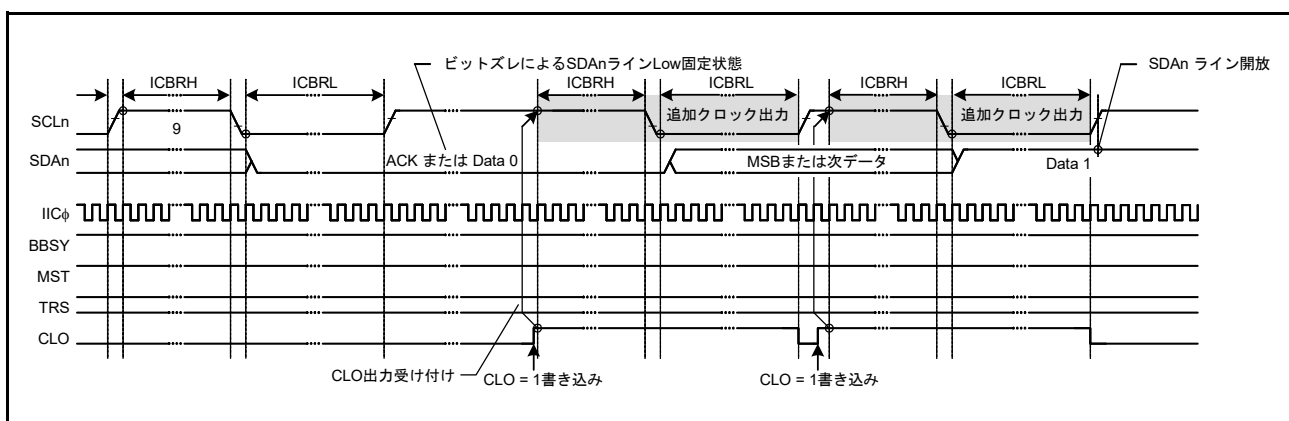 ビットズレによるSDAnラインLow固定状態
SDAn ライン開放
ICBRH
ICBRL
ICBRH
ICBRL
ICBRH
ICBRL
SCLn
9
追加クロック出力
追加クロック出力
SDAn
ACK または Data 0
MSBまたは次データ
Data 1
IICφ
BBSY
MST
TRS
CLO
CLO出力受け付け
CLO = 1書き込み
CLO = 1書き込み